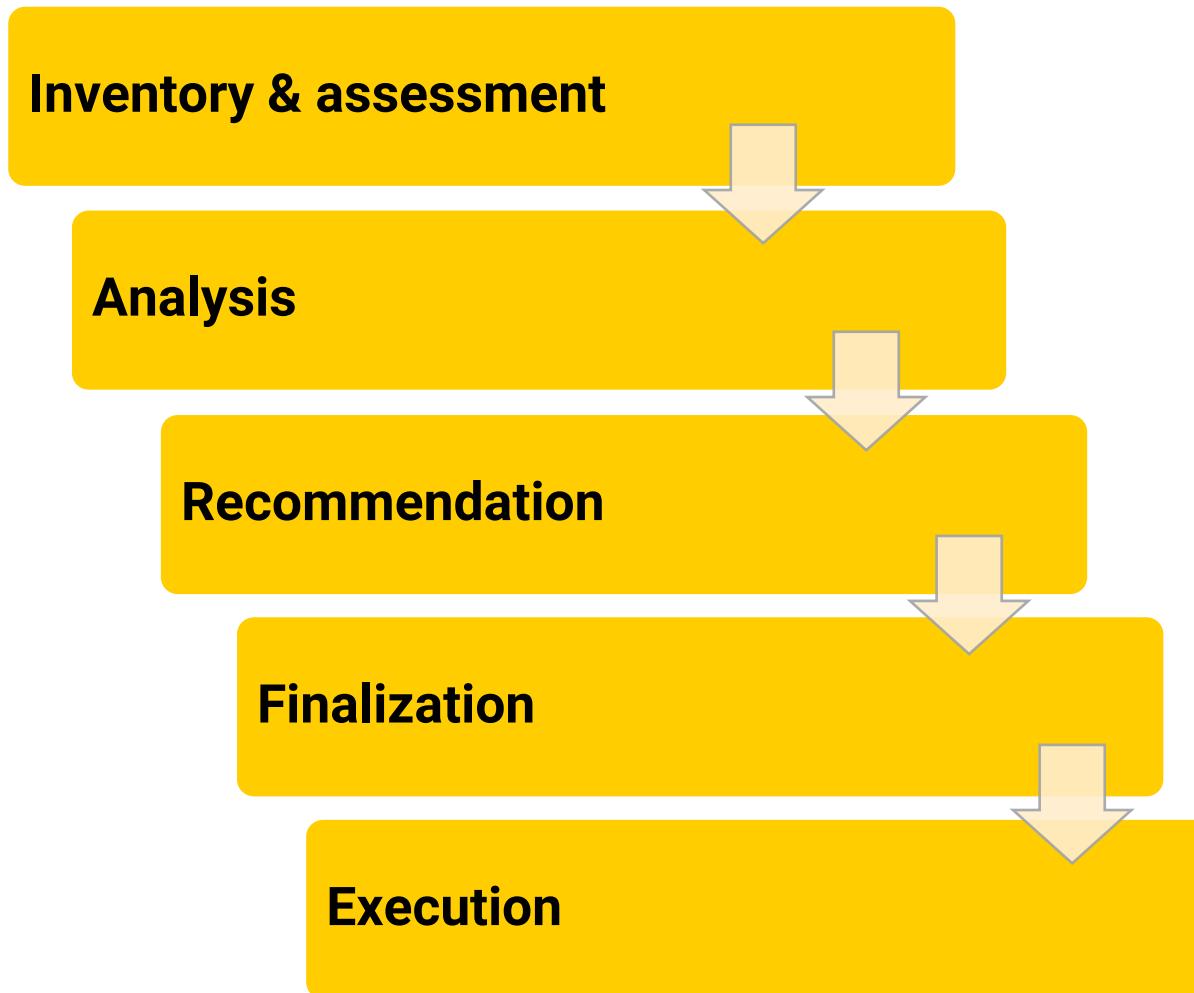 Inventory & assessment
Analysis
Recommendation
Finalization
Execution